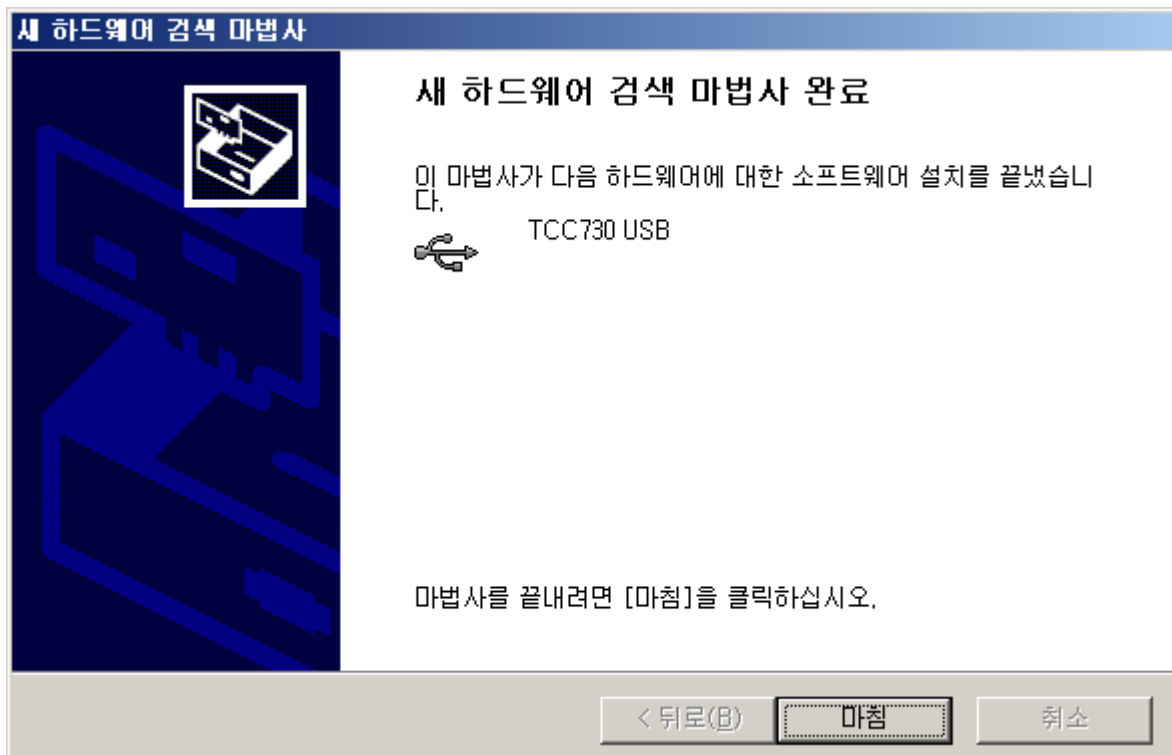 새 하드웨어 검색 마법사
새 하드웨어 검색 마법사 완료
이 마법사가 다음 하드웨어에 대한 소프트웨어 설치를 끝냈습니
다.
TCC730 USB
마법사를 끝내려면 [마침]을 클릭하십시오.
< 뒤로(B) 마침 취소